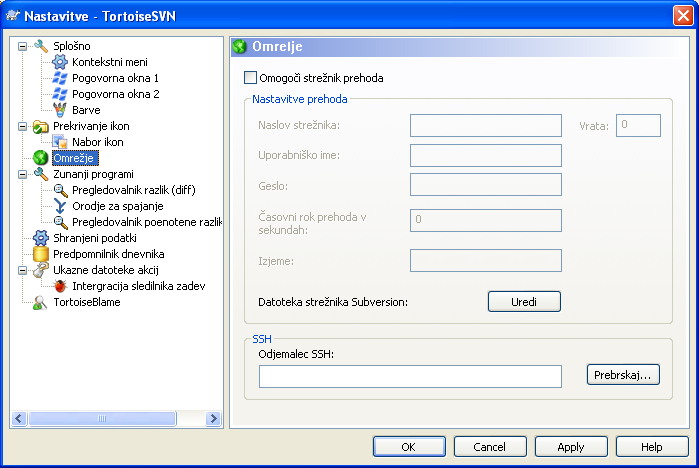 Nastavitve - TortoiseSVN
Splošno
Kontekstni meni
Pogovorna okna 1
Pogovorna okna 2
Barve
Prekrivanje ikon
Nabor ikon
Omrežje
Zunanji programi
Pregledovalnik razlik (diff)
Orodje za spajanje
Pregledovalnik poenotene razlik
Shranjeni podatki
Predpomnilnik dnevnika
Ukazne datoteke akcij
Intergracija sledilnika zadev
TortoiseBlame
Omrežje
Omogoči strežnik prehoda
Nastavitve prehoda
Naslov strežnika:
Vrata: 0
Uporabniško ime:
Geslo:
Časovni rok prehoda v
sekundah:
0
Izjeme:
Datoteka strežnika Subversion:
Uredi
SSH
Odjemalec SSH:
Prebrskaj...
OK
Cancel
Apply
Help